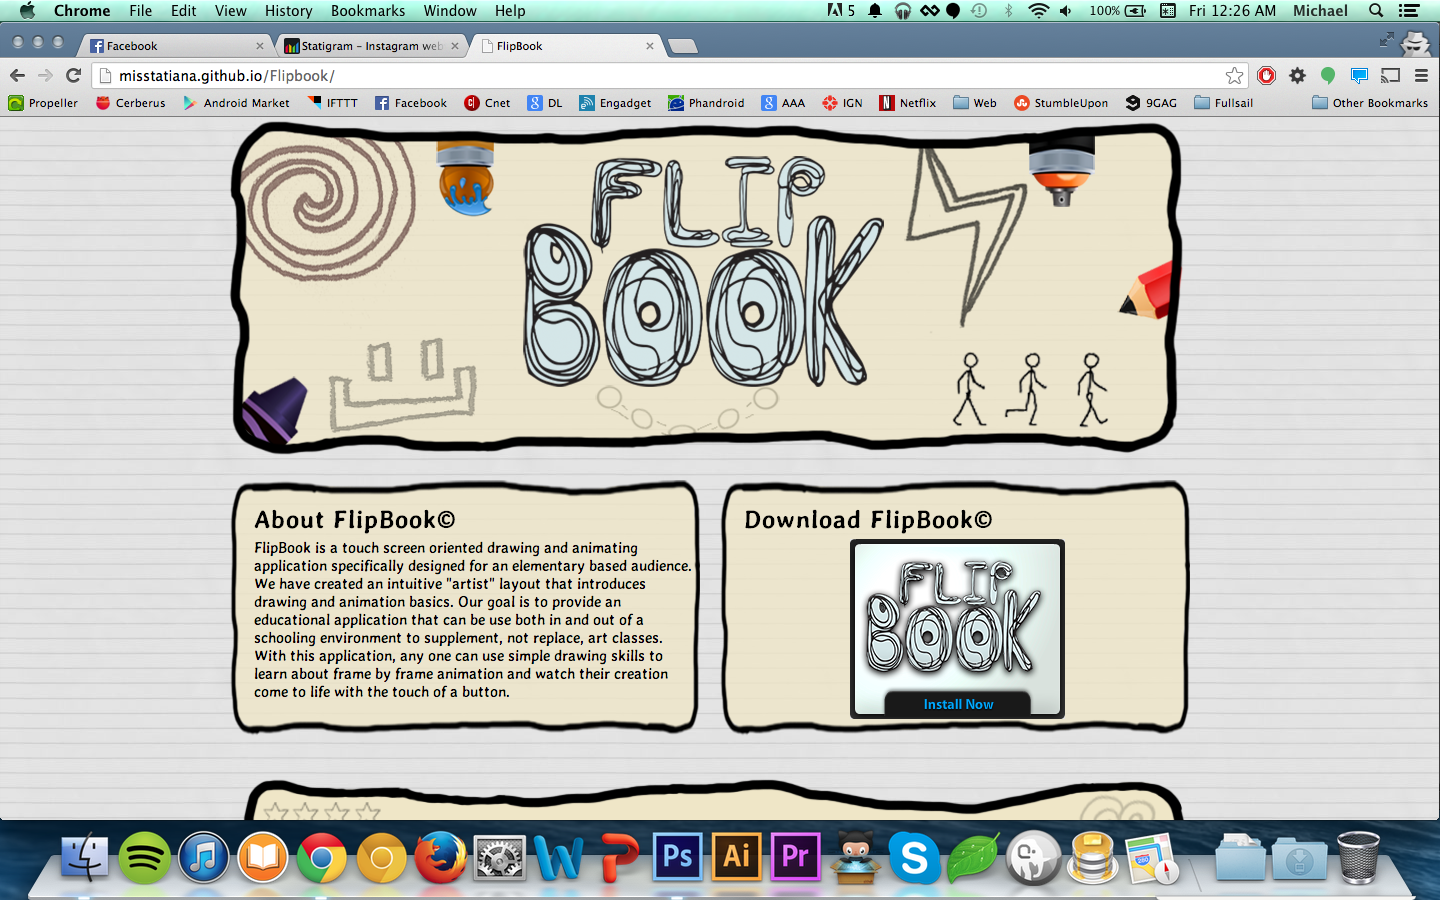 Chrome File Edit View History Bookmarks Window Help 5 100% Fri 12:26 AM Michael
Facebook Statigram – Instagram web FlipBook
misstatiana.github.io/Flipbook/
Propeller Cerberus Android Market IFTTT Facebook Cnet DL Engadget Phandroid AAA IGN Netflix Web StumbleUpon 9GAG Fullsail Other Bookmarks
FLIP
BOOK
About FlipBook©
FlipBook is a touch screen oriented drawing and animating
application specifically designed for an elementary based audience.
We have created an intuitive "artist" layout that introduces
drawing and animation basics. Our goal is to provide an
educational application that can be use both in and out of a
schooling environment to supplement, not replace, art classes.
With this application, any one can use simple drawing skills to
learn about frame by frame animation and watch their creation
come to life with the touch of a button.
Download FlipBook©
FLIP
BOOK
Install Now
W P Ps Ai Pr S